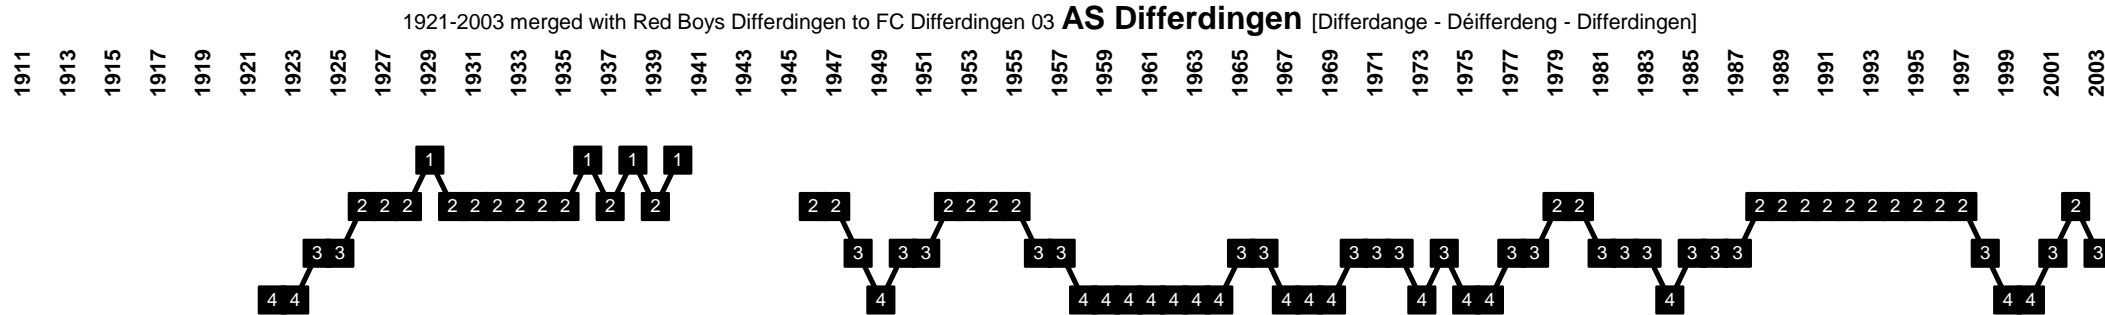 1921-2003 merged with Red Boys Differdingen to FC Differdingen 03 AS Differdingen [Differdange - Déifferdeng - Differdingen]
1911 1913 1915 1917 1919 1921 1923 1925 1927 1929 1931 1933 1935 1937 1939 1941 1943 1945 1947 1949 1951 1953 1955 1957 1959 1961 1963 1965 1967 1969 1971 1973 1975 1977 1979 1981 1983 1985 1987 1989 1991 1993 1995 1997 1999 2001 2003
1 1 1 1
2 2 2 2 2 2 2 2 2 2 2 2 2 2 2 2 2 2 2 2 2 2 2 2 2 2 2 2 2 2
3 3 3 3 3 3 3 3 3 3 3 3 3 3 3 3 3 3 3 3 3 3 3 3
4 4 4 4 4 4 4 4 4 4 4 4 4 4 4 4 4 4 4